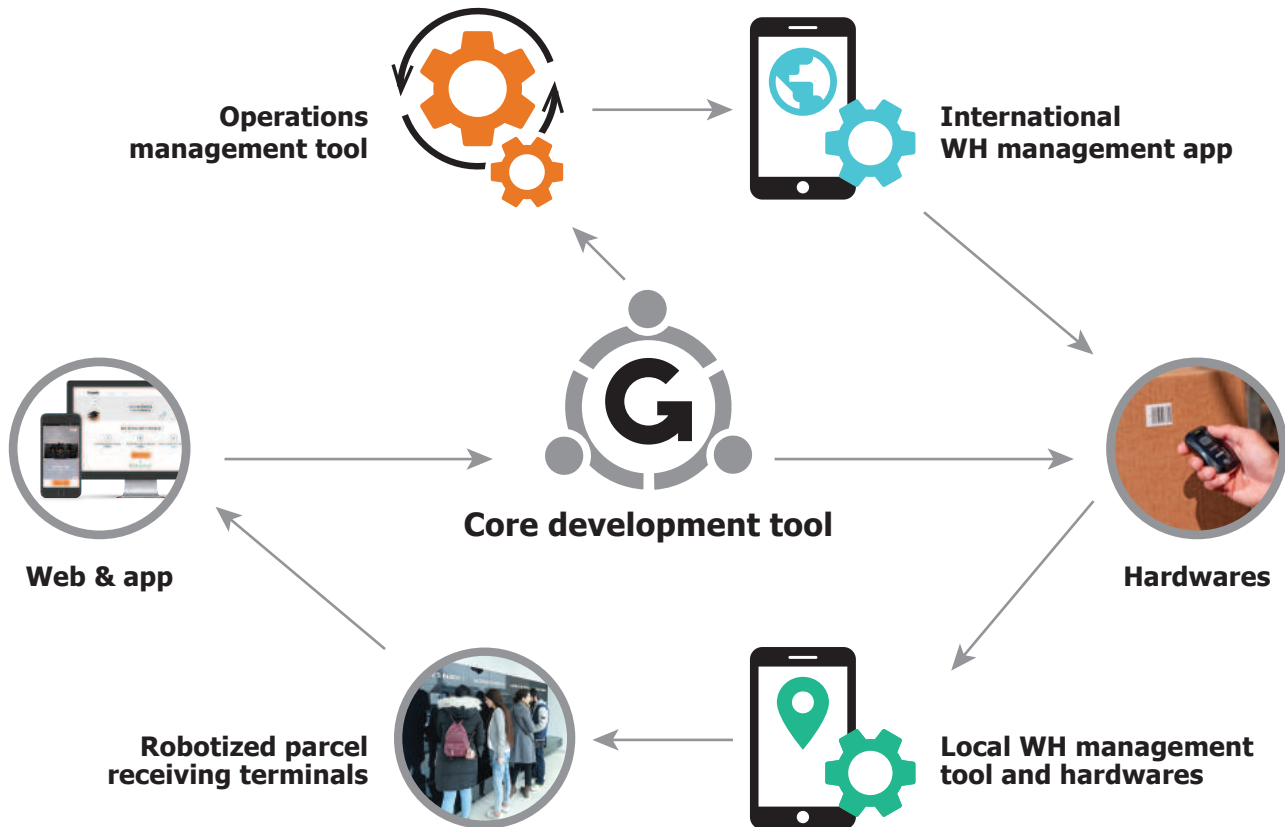 Operations
management tool
International
WH management app
G
Core development tool
Web & app
Hardwares
Robotized parcel
receiving terminals
Local WH management
tool and hardwares